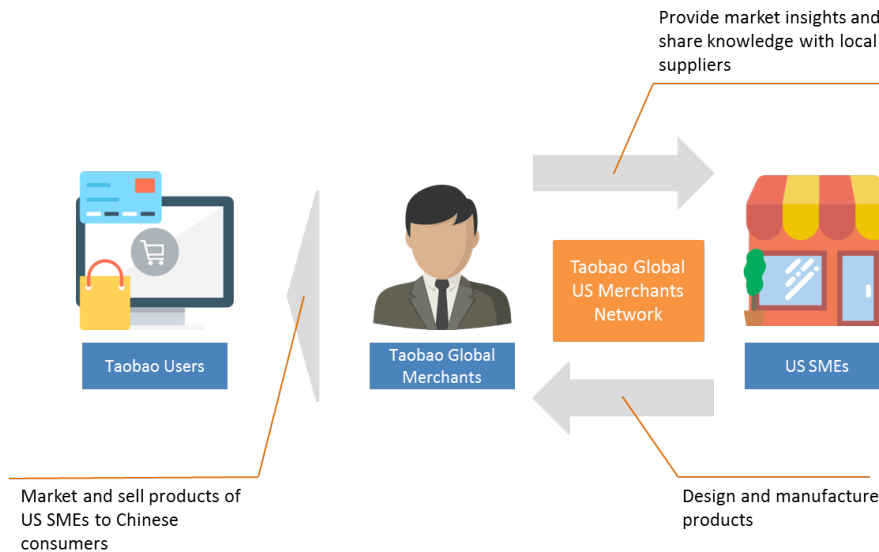 Provide market insights and
share knowledge with local
suppliers
Taobao Global
US Merchants
Network
Taobao Users
Taobao Global
Merchants
US SMEs
Market and sell products of
US SMEs to Chinese
consumers
Design and manufacture
products